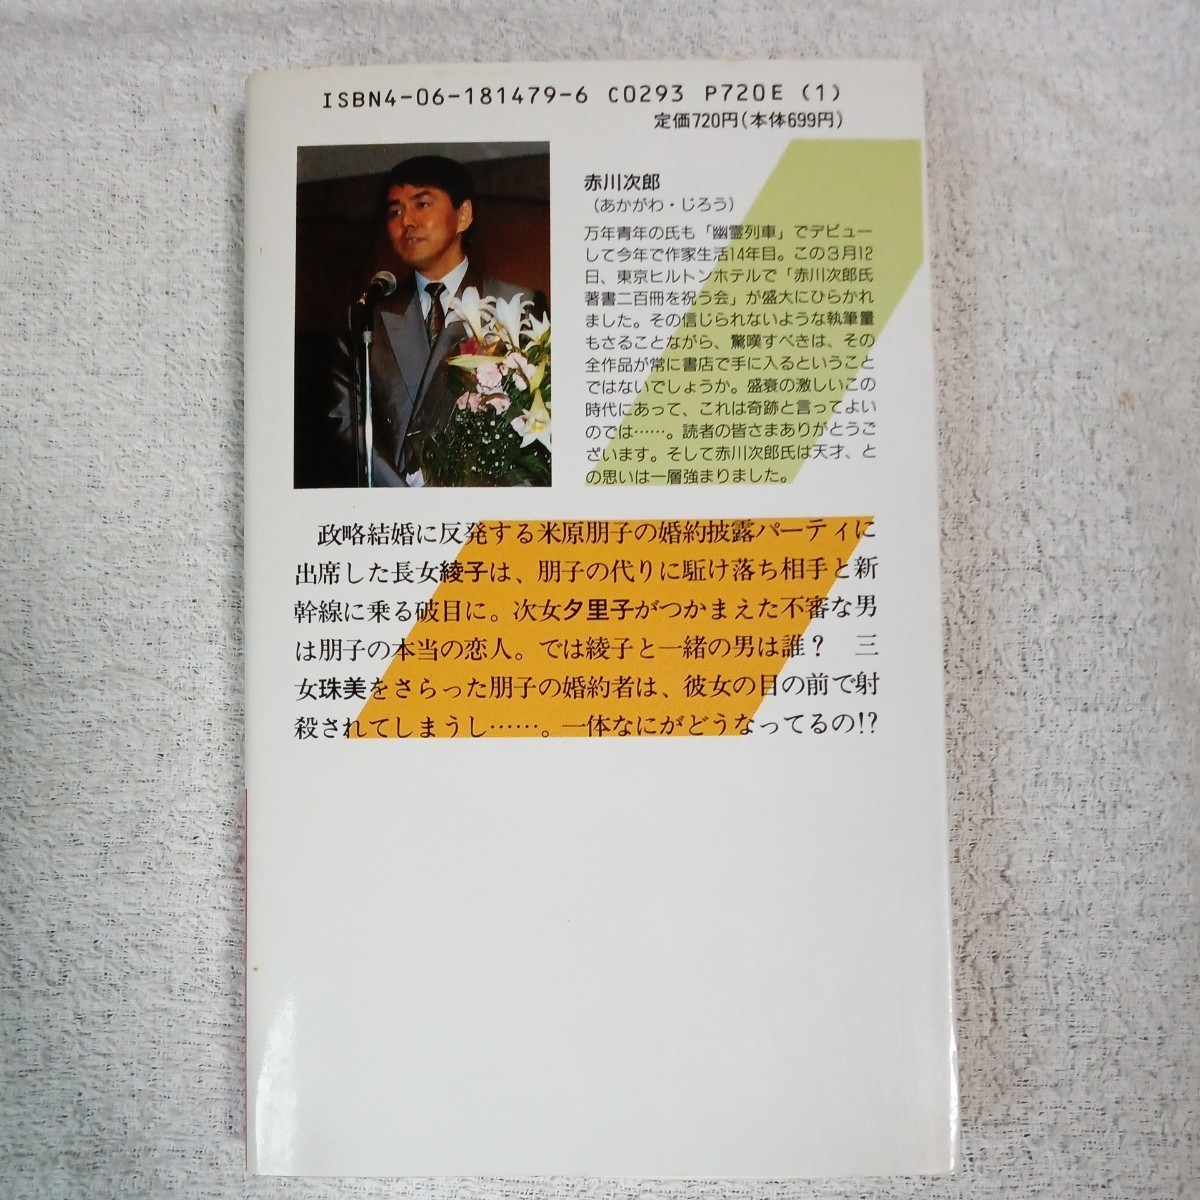 ISBN4-06-181479-6 C0293 P720E (1)
定価720円(本体699円)
赤川次郎
(あかがわ・じろう)
万年青年の氏も「幽霊列車」でデビュー
して今年で作家生活14年目。この3月12
日、東京ヒルトンホテルで「赤川次郎氏
著書二百冊を祝う会」が盛大にひらかれ
ました。その信じられないような執筆量
もさることながら、驚嘆すべきは、その
全作品が常に書店で手に入るということ
ではないでしょうか。盛衰の激しいこの
時代にあって、これは奇跡と言ってよい
のでは……。読者の皆さまありがとうご
ざいます。そして赤川次郎氏は天才、と
の思いは一層強まりました。
政略結婚に反発する米原朋子の婚約披露パーティに
出席した長女綾子は、朋子の代りに駈け落ち相手と新
幹線に乗る破目に。次女夕里子がつかまえた不審な男
は朋子の本当の恋人。では綾子と一緒の男は誰? 三
女珠美をさらった朋子の婚約者は、彼女の目の前で射
殺されてしまうし……。一体なにがどうなってるの!?